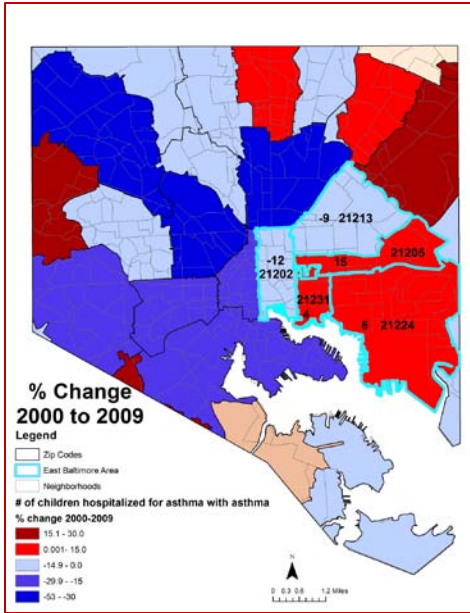 -9 21213
-12
21202
15
21205
21231
4
6 21224
% Change
2000 to 2009
Legend
Zip Codes
East Baltimore Area
Neighborhoods
# of children hospitalized for asthma with asthma
% change 2000-2009
15.1 - 30.0
0.001- 15.0
-14.9 - 0.0
-29.9 - -15
-53 - -30
N
0 0.3 0.6 1.2 Miles